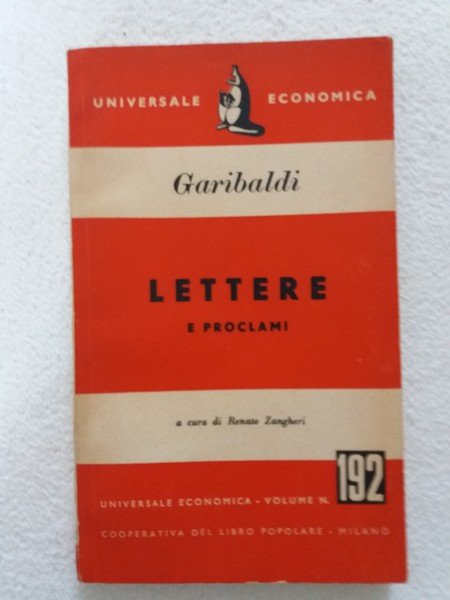 UNIVERSALE ECONOMICA
Garibaldi
LETTERE
E PROCLAMI
a cura di Renato Zangheri
UNIVERSALE ECONOMICA - VOLUME N. 192
COOPERATIVA DEL LIBRO POPOLARE - MILANO